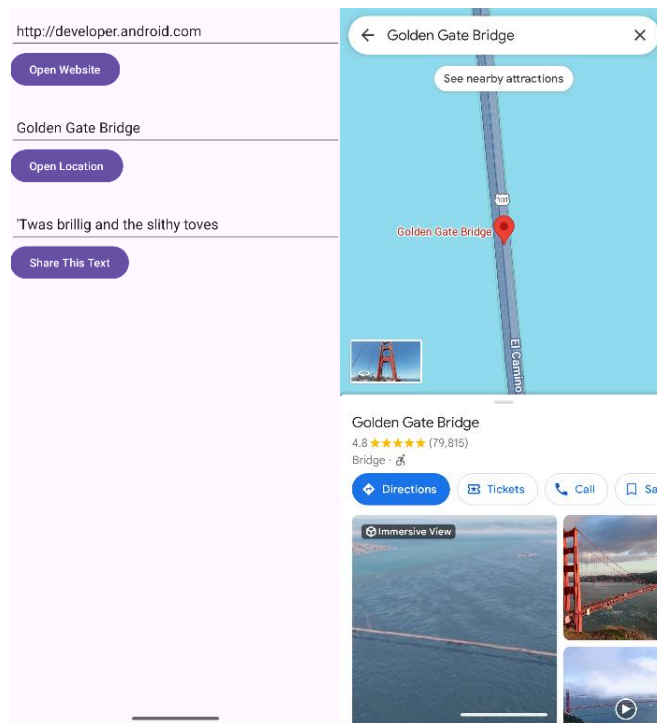 http://developer.android.com
Open Website
Golden Gate Bridge
Open Location
'Twas brillig and the slithy toves
Share This Text
Golden Gate Bridge
See nearby attractions
101
Golden Gate Bridge
El Camino
Golden Gate Bridge
4.8 ★★★★★ (79,815)
Bridge ·
Directions
Tickets
Call
Sa
Immersive View